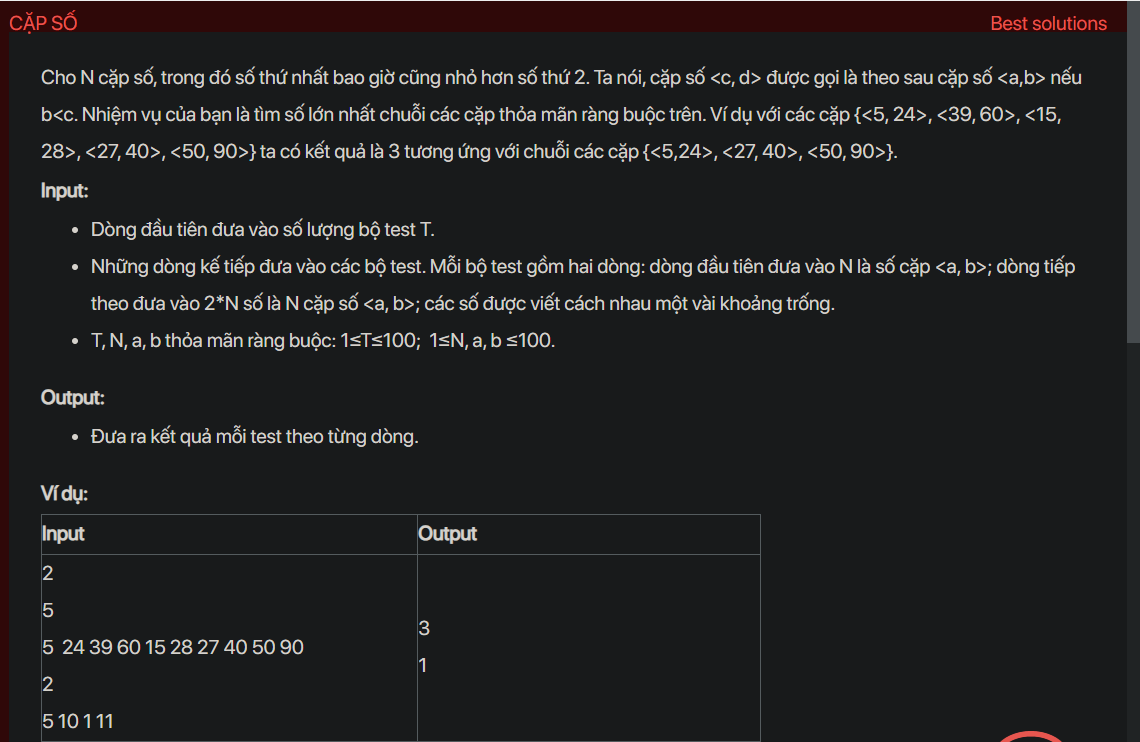 CẶP SỐ
Best solutions
Cho N cặp số, trong đó số thứ nhất bao giờ cũng nhỏ hơn số thứ 2. Ta nói, cặp số <c, d> được gọi là theo sau cặp số <a,b> nếu
b<c. Nhiệm vụ của bạn là tìm số lớn nhất chuỗi các cặp thỏa mãn ràng buộc trên. Ví dụ với các cặp {<5, 24>, <39, 60>, <15,
28>, <27, 40>, <50, 90>} ta có kết quả là 3 tương ứng với chuỗi các cặp {<5,24>, <27, 40>, <50, 90>}.
Input:
• Dòng đầu tiên đưa vào số lượng bộ test T.
• Những dòng kế tiếp đưa vào các bộ test. Mỗi bộ test gồm hai dòng: dòng đầu tiên đưa vào N là số cặp <a, b>; dòng tiếp
theo đưa vào 2*N số là N cặp số <a, b>; các số được viết cách nhau một vài khoảng trống.
• T, N, a, b thỏa mãn ràng buộc: 1≤T≤100; 1≤N, a, b ≤100.
Output:
• Đưa ra kết quả mỗi test theo từng dòng.
Ví dụ:
Input
Output
2
5
5 24 39 60 15 28 27 40 50 90
2
5 10 1 11
3
1